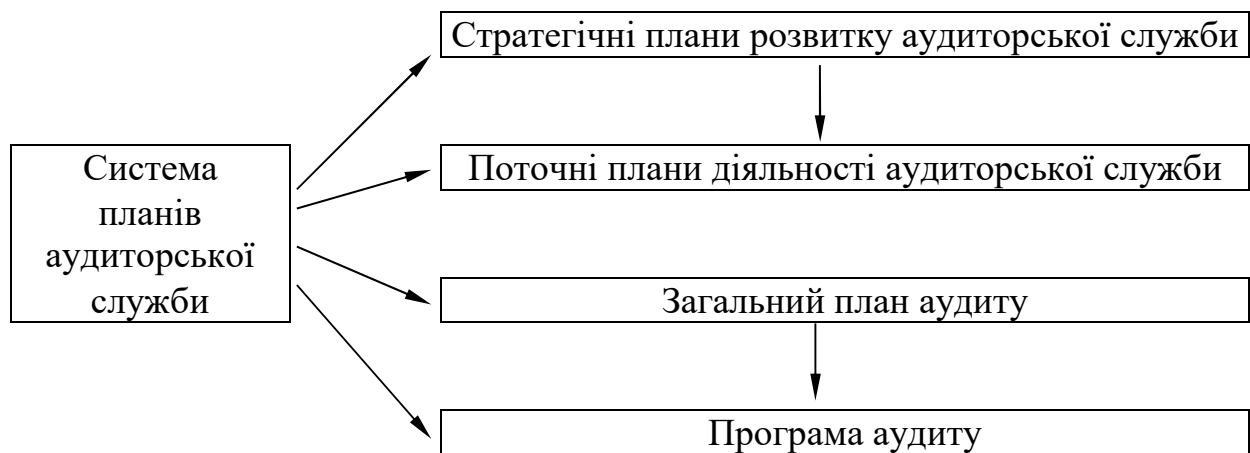 Стратегічні плани розвитку аудиторської служби
Поточні плани діяльності аудиторської служби
Система
планів
аудиторської
служби
Загальний план аудиту
Програма аудиту